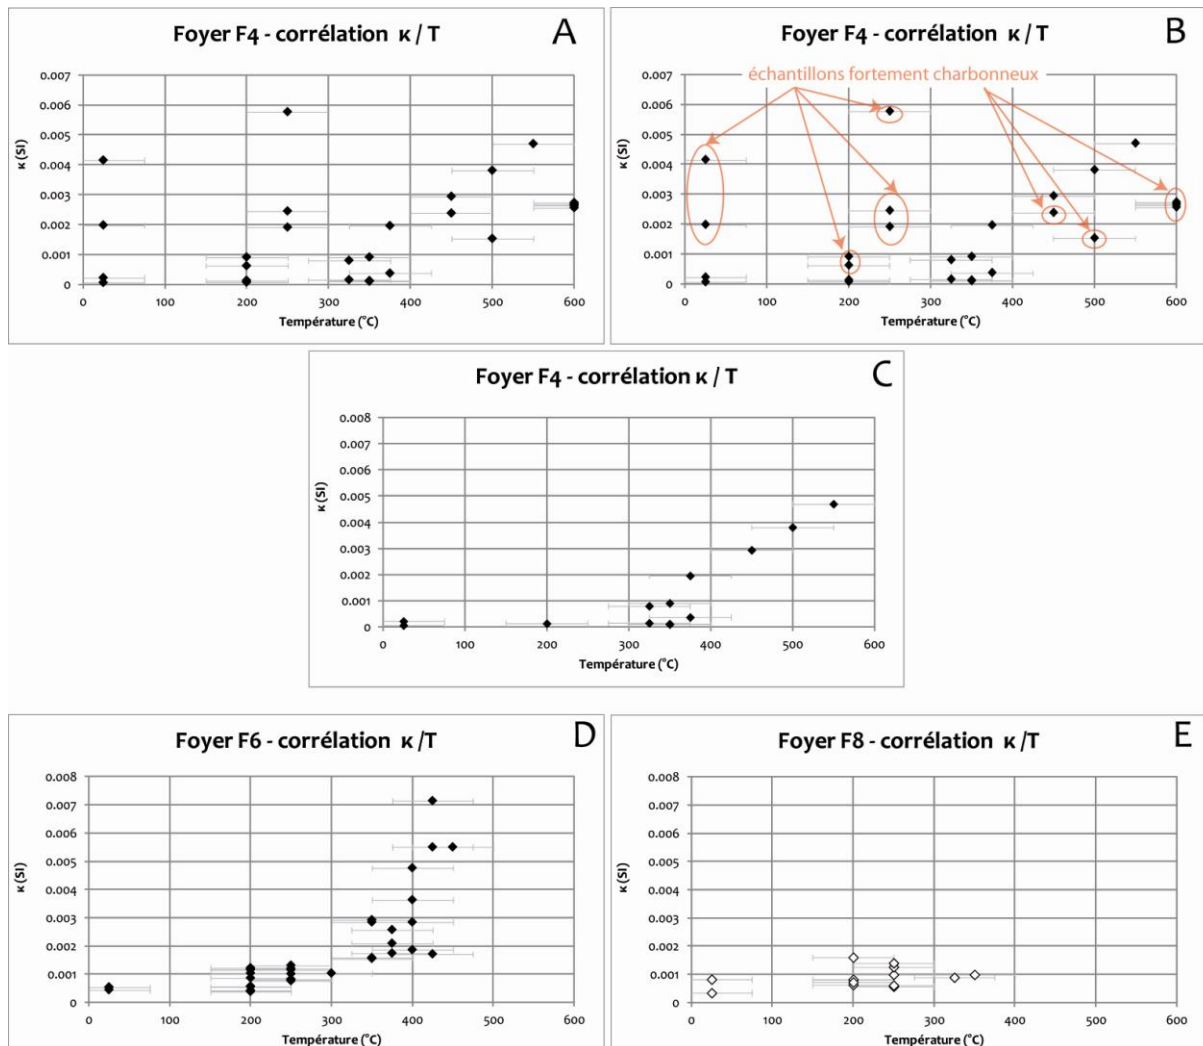 Foyer F4 - corrélation κ / T
A
0.007
0.006
0.005
0.004
0.003
0.002
0.001
0
κ (SI)
0 100 200 300 400 500 600
Température (°C)
Foyer F4 - corrélation κ / T
B
échantillons fortement charbonneux
0.007
0.006
0.005
0.004
0.003
0.002
0.001
0
κ (SI)
0 100 200 300 400 500 600
Température (°C)
Foyer F4 - corrélation κ / T
C
0.008
0.007
0.006
0.005
0.004
0.003
0.002
0.001
0
κ (SI)
0 100 200 300 400 500 600
Température (°C)
Foyer F6 - corrélation κ /T
D
0.008
0.007
0.006
0.005
0.004
0.003
0.002
0.001
0
κ (SI)
0 100 200 300 400 500 600
Température (°C)
Foyer F8 - corrélation κ /T
E
0.008
0.007
0.006
0.005
0.004
0.003
0.002
0.001
0
κ (SI)
0 100 200 300 400 500 600
Température (°C)